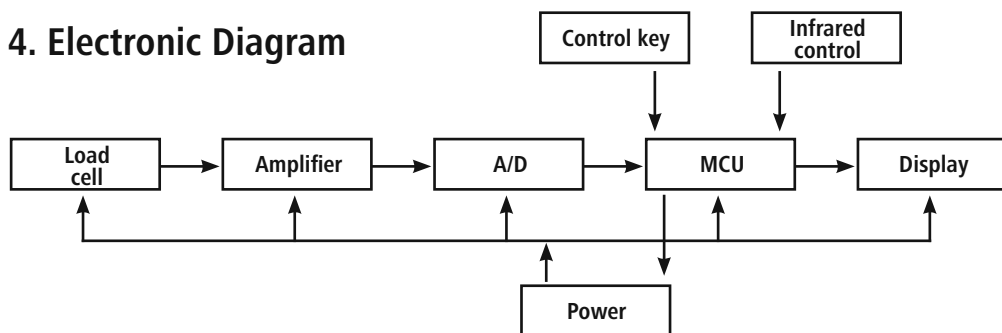 4. Electronic Diagram
Control key
Infrared
control
Load
cell
Amplifier
A/D
MCU
Display
Power